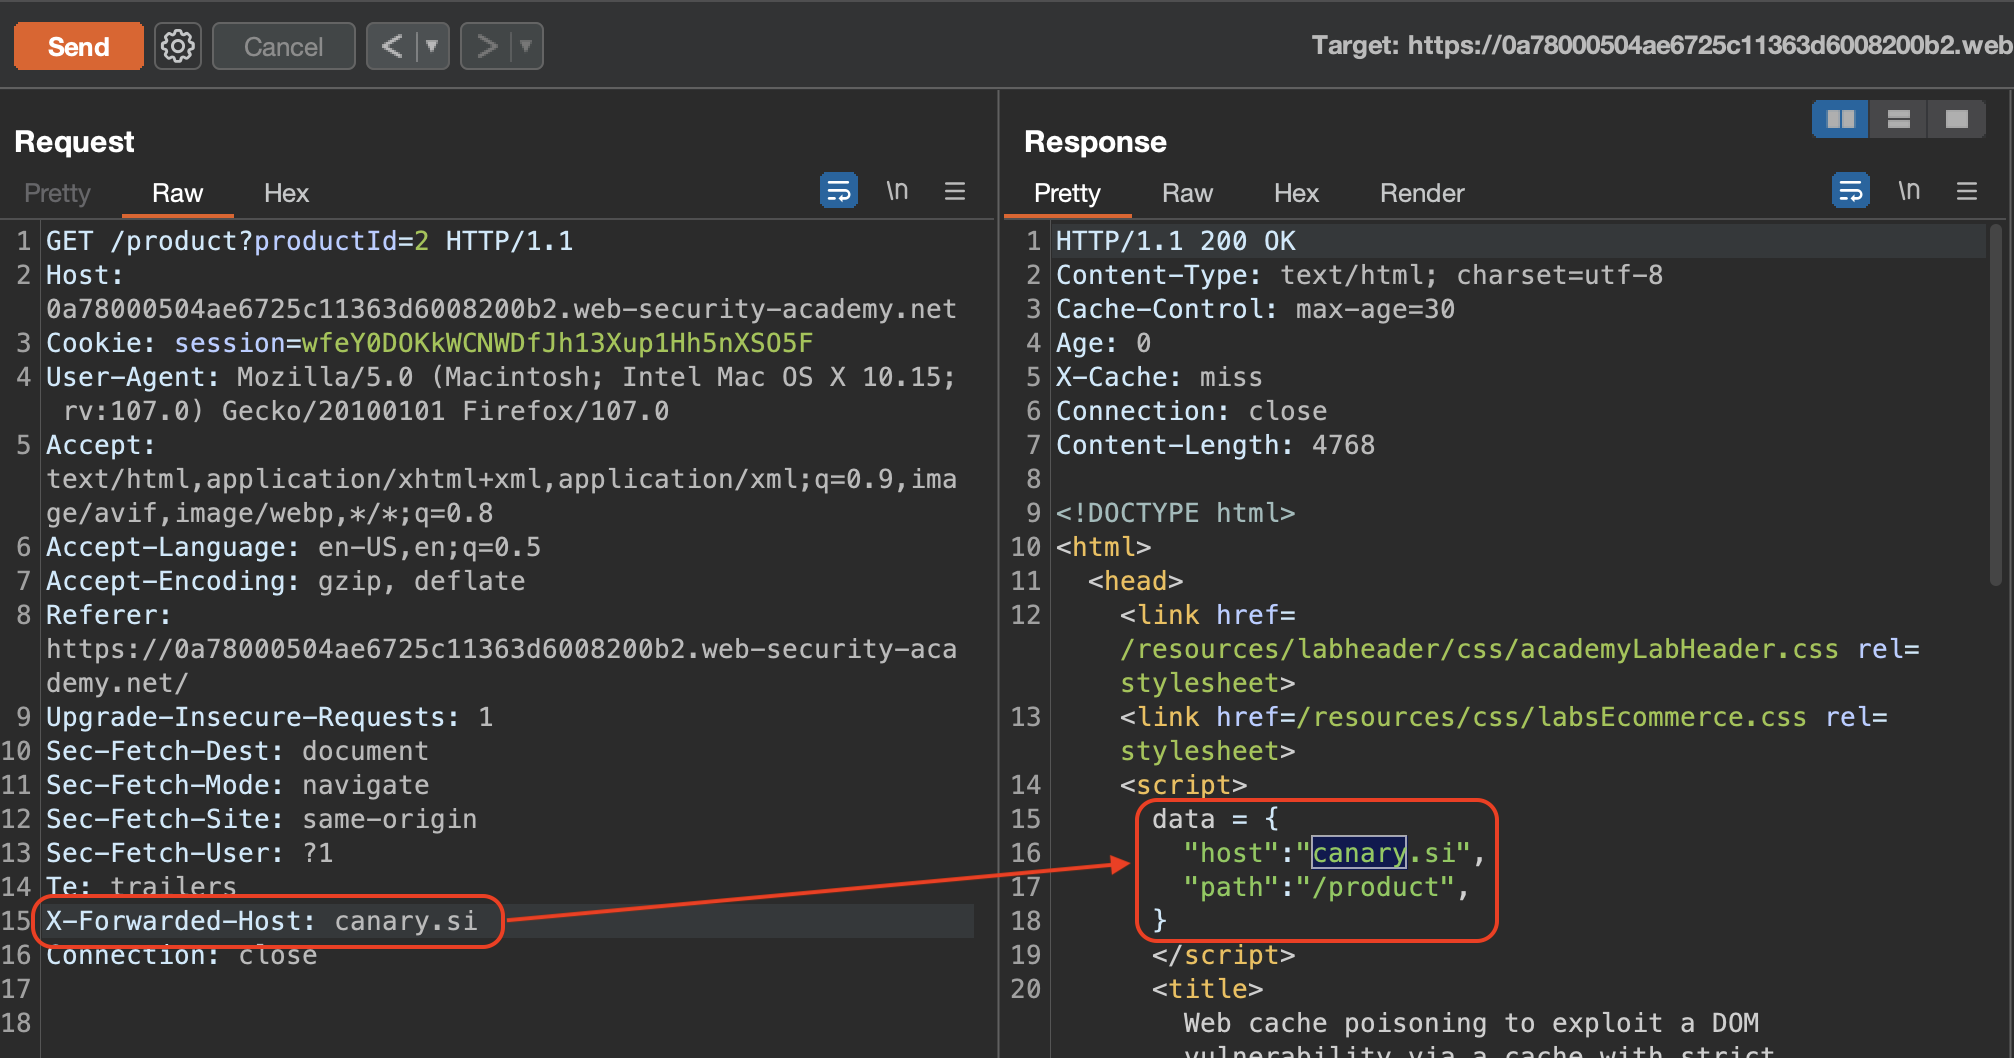 Send
Cancel
Target: https://0a78000504ae6725c11363d6008200b2.web
Request
Pretty Raw Hex
\n
1 GET /product?productId=2 HTTP/1.1
2 Host:
0a78000504ae6725c11363d6008200b2.web-security-academy.net
3 Cookie: session=wfeY0DOKkWCNWDfJh13Xup1Hh5nXSO5F
4 User-Agent: Mozilla/5.0 (Macintosh; Intel Mac OS X 10.15;
rv:107.0) Gecko/20100101 Firefox/107.0
5 Accept:
text/html,application/xhtml+xml,application/xml;q=0.9,ima
ge/avif,image/webp,*/*;q=0.8
6 Accept-Language: en-US,en;q=0.5
7 Accept-Encoding: gzip, deflate
8 Referer:
https://0a78000504ae6725c11363d6008200b2.web-security-aca
demy.net/
9 Upgrade-Insecure-Requests: 1
10 Sec-Fetch-Dest: document
11 Sec-Fetch-Mode: navigate
12 Sec-Fetch-Site: same-origin
13 Sec-Fetch-User: ?1
14 Te: trailers
15 X-Forwarded-Host: canary.si
16 Connection: close
17
18
Response
Pretty Raw Hex Render
\n
1 HTTP/1.1 200 OK
2 Content-Type: text/html; charset=utf-8
3 Cache-Control: max-age=30
4 Age: 0
5 X-Cache: miss
6 Connection: close
7 Content-Length: 4768
8
9 <!DOCTYPE html>
10 <html>
11 <head>
12 <link href=
/resources/labheader/css/academyLabHeader.css rel=
stylesheet>
13 <link href=/resources/css/labsEcommerce.css rel=
stylesheet>
14 <script>
15 data = {
16 "host":"canary.si",
17 "path":"/product",
18 }
19 </script>
20 <title>
Web cache poisoning to exploit a DOM
vulnerability via a cache with strict